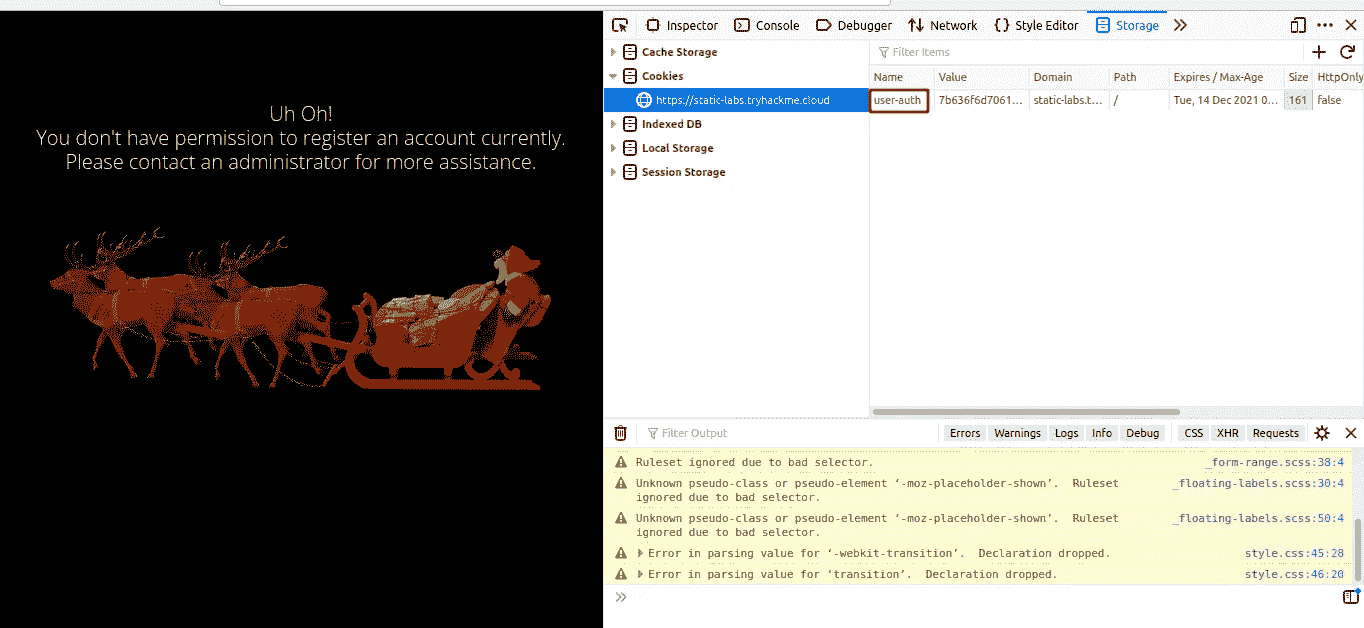 Uh Oh!
You don't have permission to register an account currently.
Please contact an administrator for more assistance.
Inspector Console Debugger Network Style Editor Storage
Cache Storage
Cookies
https://static-labs.tryhackme.cloud
Indexed DB
Local Storage
Session Storage
Filter Items
Name Value Domain Path Expires / Max-Age Size HttpOnly
user-auth 7b636f6d7061... static-labs.t... / Tue, 14 Dec 2021 0... 161 false
Filter Output Errors Warnings Logs Info Debug CSS XHR Requests
Ruleset ignored due to bad selector. _form-range.scss:38:4
Unknown pseudo-class or pseudo-element ‘-moz-placeholder-shown’. Ruleset _floating-labels.scss:30:4
ignored due to bad selector.
Unknown pseudo-class or pseudo-element ‘-moz-placeholder-shown’. Ruleset _floating-labels.scss:50:4
ignored due to bad selector.
Error in parsing value for ‘-webkit-transition’. Declaration dropped. style.css:45:28
Error in parsing value for ‘transition’. Declaration dropped. style.css:46:20